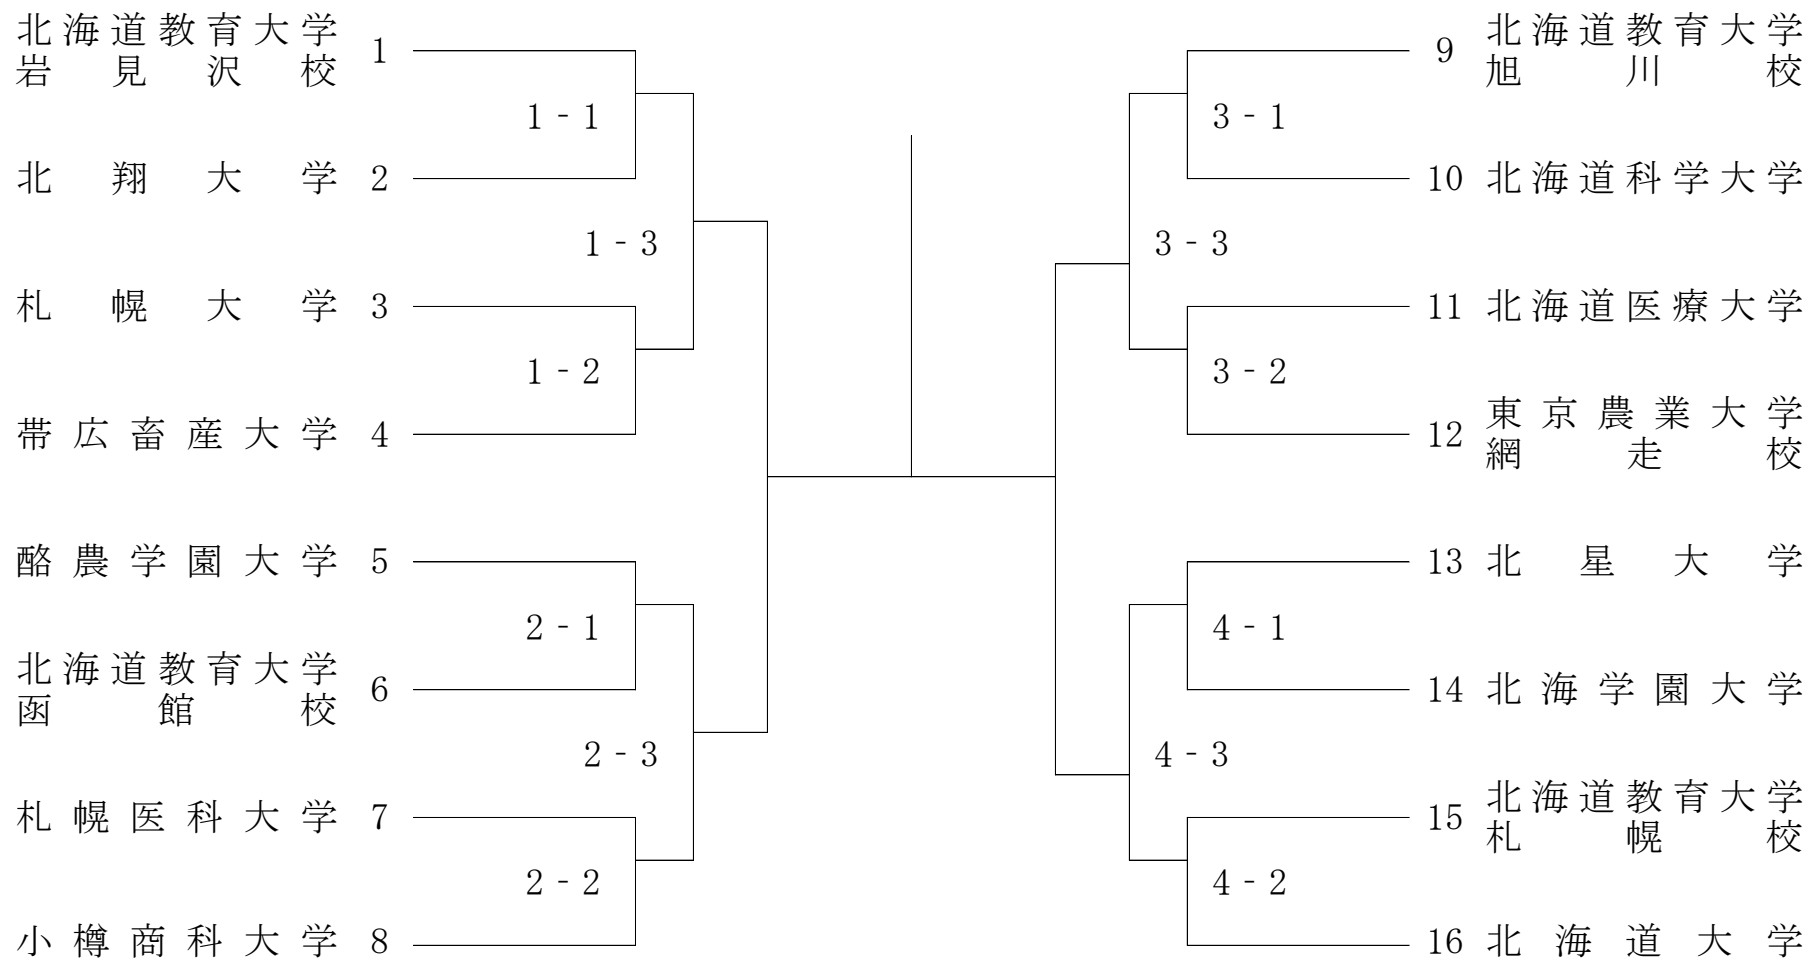 北海道教育大学
岩見沢校 1
1-1
北翔大学 2
1-3
札幌大学 3
1-2
帯広畜産大学 4
酪農学園大学 5
2-1
北海道教育大学
函館校 6
2-3
札幌医科大学 7
2-2
小樽商科大学 8
9 北海道教育大学
旭川校
3-1
10 北海道科学大学
3-3
11 北海道医療大学
3-2
12 東京農業大学
網走校
13 北星大学
4-1
14 北海学園大学
4-3
15 北海道教育大学
札幌校
4-2
16 北海道大学